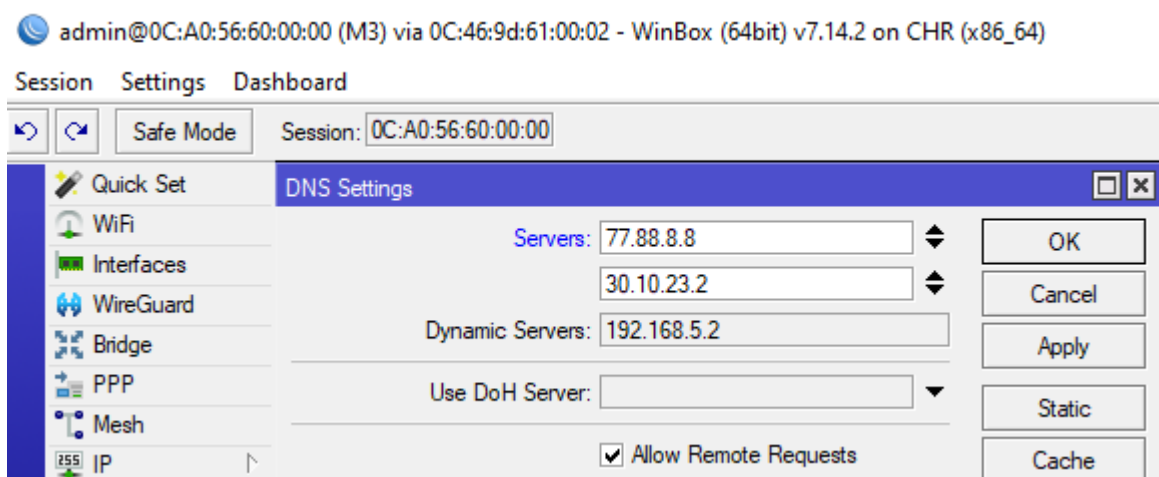 admin@0C:A0:56:60:00:00 (M3) via 0C:46:9d:61:00:02 - WinBox (64bit) v7.14.2 on CHR (x86_64)
Session Settings Dashboard
Safe Mode Session: 0C:A0:56:60:00:00
Quick Set
WiFi
Interfaces
WireGuard
Bridge
PPP
Mesh
255 IP
DNS Settings
Servers: 77.88.8.8
30.10.23.2
Dynamic Servers: 192.168.5.2
Use DoH Server:
Allow Remote Requests
OK
Cancel
Apply
Static
Cache